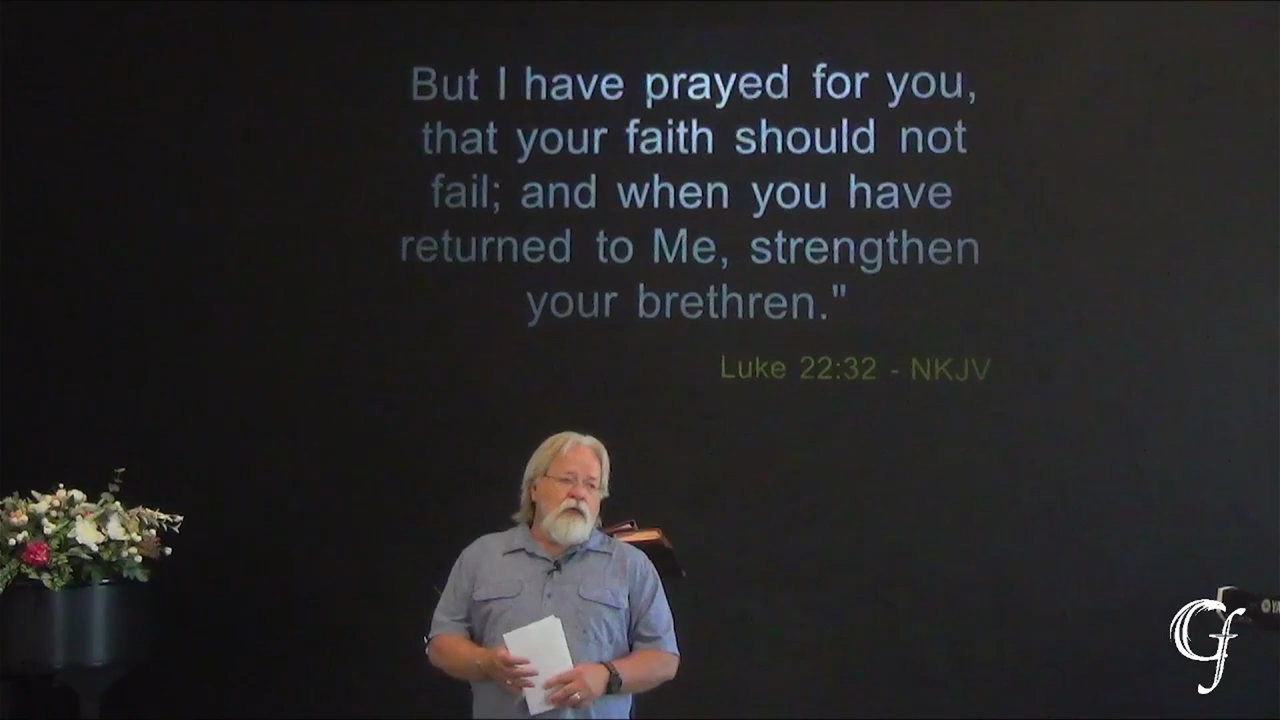 But I have prayed for you,
that your faith should not
fail; and when you have
returned to Me, strengthen
your brethren."
Luke 22:32 - NKJV
Gf